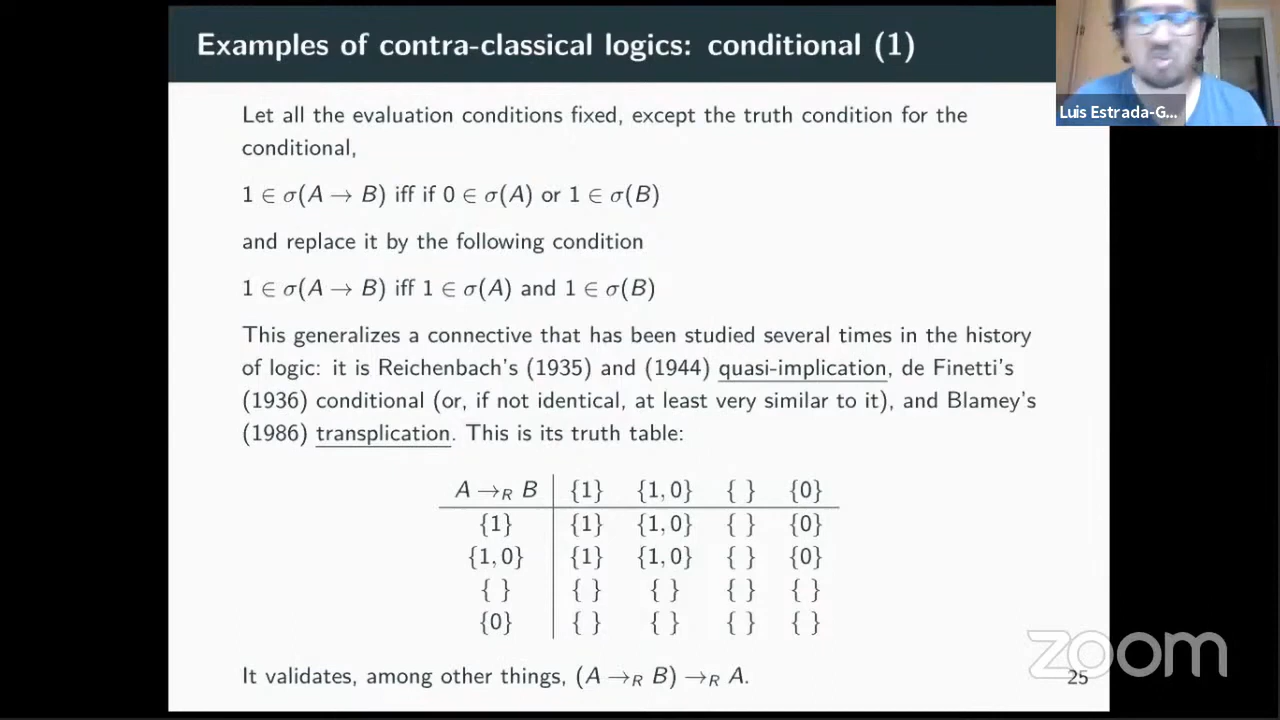 Examples of contra-classical logics: conditional (1)
Luis Estrada-G...
Let all the evaluation conditions fixed, except the truth condition for the
conditional,
1 ∈ σ(A → B) iff if 0 ∈ σ(A) or 1 ∈ σ(B)
and replace it by the following condition
1 ∈ σ(A → B) iff 1 ∈ σ(A) and 1 ∈ σ(B)
This generalizes a connective that has been studied several times in the history
of logic: it is Reichenbach's (1935) and (1944) quasi-implication, de Finetti's
(1936) conditional (or, if not identical, at least very similar to it), and Blamey's
(1986) transplication. This is its truth table:
A →R B {1} {1, 0} { } {0}
{1} {1} {1, 0} { } {0}
{1, 0} {1} {1, 0} { } {0}
{ } { } { } { } { }
{0} { } { } { } { }
It validates, among other things, (A →R B) →R A.
25
zoom